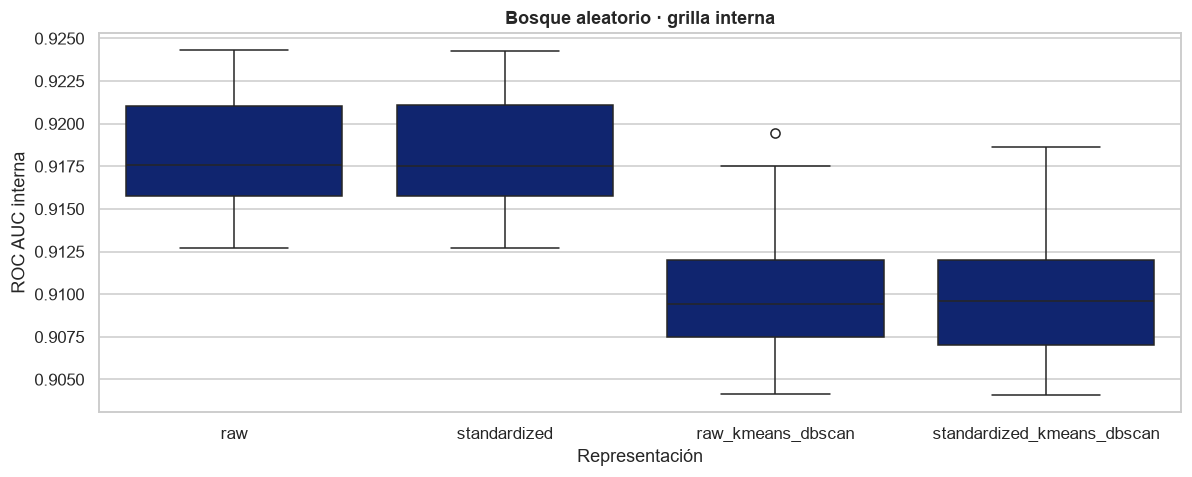 Bosque aleatorio · grilla interna
ROC AUC interna
0.9250
0.9225
0.9200
0.9175
0.9150
0.9125
0.9100
0.9075
0.9050
raw
standardized
raw_kmeans_dbscan
standardized_kmeans_dbscan
Representación